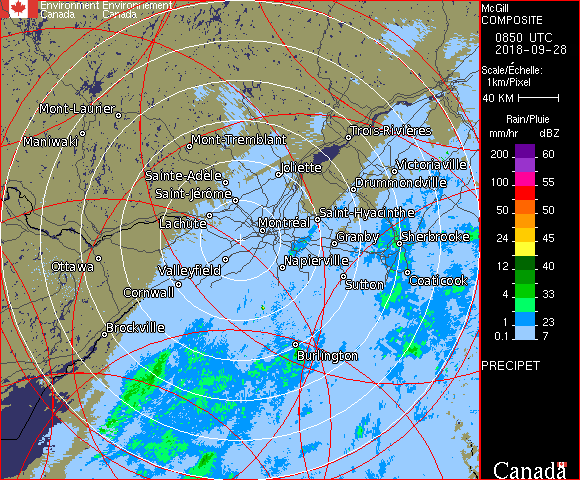 Environment Environnement
Canada Canada
McGill
COMPOSITE
0850 UTC
2018-09-28
Scale/Échelle:
1km/Pixel
40 KM
Rain/Pluie
mm/hr dBZ
200 60
100 55
50 50
24 45
12 40
4 33
1 23
0.1 7
PRECIPET
Canada
Mont-Laurier
Maniwaki
Mont-Tremblant
Trois-Rivières
Sainte-Adèle
Joliette
Victoriaville
Saint-Jérôme
Drummondville
Lachute
Montréal
Saint-Hyacinthe
Granby
Sherbrooke
Ottawa
Valleyfield
Napierville
Cornwall
Sutton
Coaticook
Brockville
Burlington